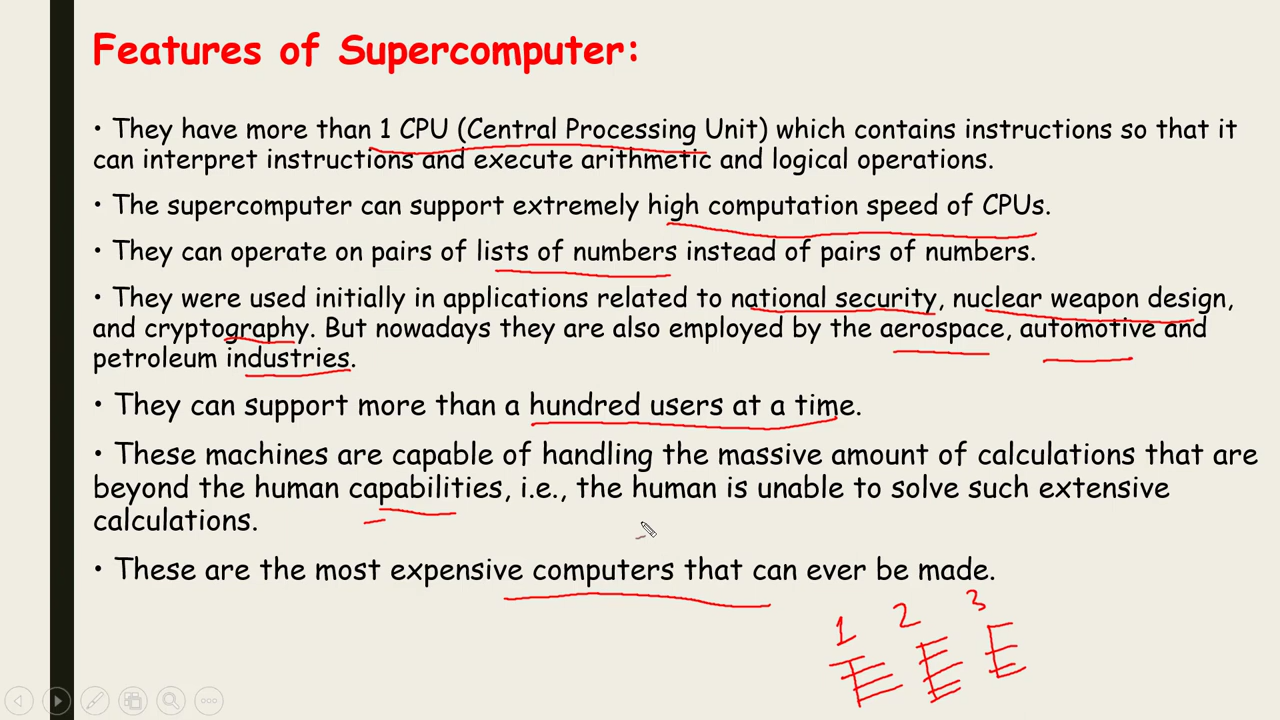 Features of Supercomputer:
• They have more than 1 CPU (Central Processing Unit) which contains instructions so that it
can interpret instructions and execute arithmetic and logical operations.
• The supercomputer can support extremely high computation speed of CPUs.
• They can operate on pairs of lists of numbers instead of pairs of numbers.
• They were used initially in applications related to national security, nuclear weapon design,
and cryptography. But nowadays they are also employed by the aerospace, automotive and
petroleum industries.
• They can support more than a hundred users at a time.
• These machines are capable of handling the massive amount of calculations that are
beyond the human capabilities, i.e., the human is unable to solve such extensive
calculations.
• These are the most expensive computers that can ever be made.
1 2 3